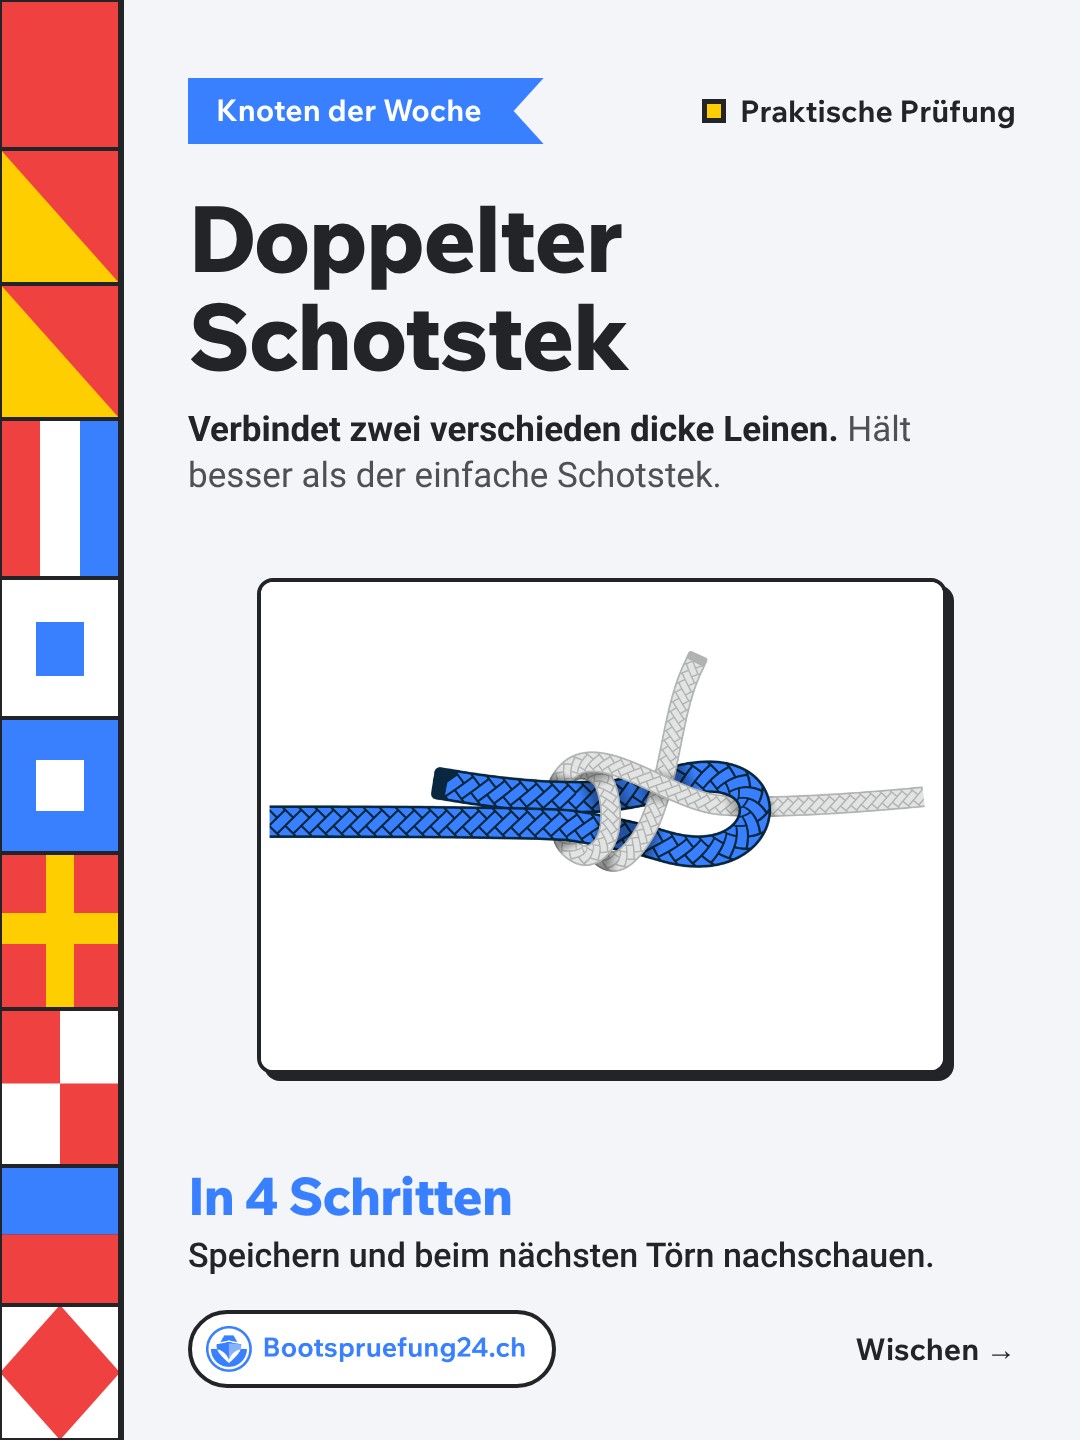 Knoten der Woche
Praktische Prüfung
Doppelter
Schotstek
Verbindet zwei verschieden dicke Leinen. Hält
besser als der einfache Schotstek.
In 4 Schritten
Speichern und beim nächsten Törn nachschauen.
Bootspruefung24.ch
Wischen →